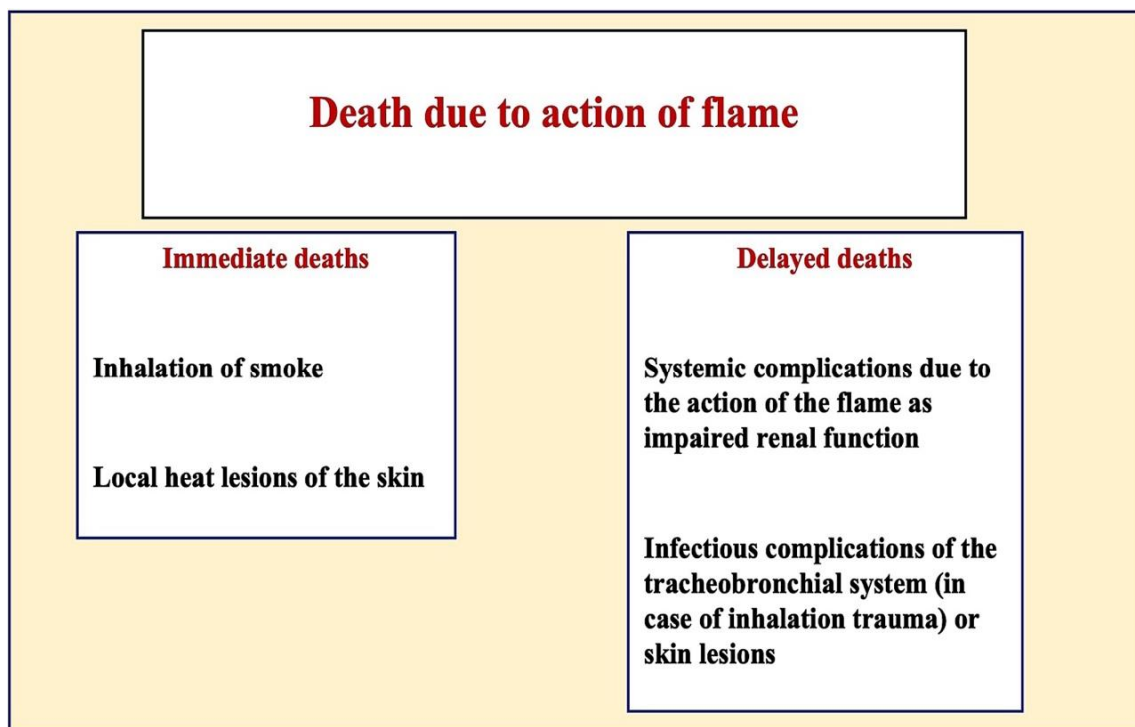 Death due to action of flame
Immediate deaths
Inhalation of smoke
Local heat lesions of the skin
Delayed deaths
Systemic complications due to
the action of the flame as
impaired renal function
Infectious complications of the
tracheobronchial system (in
case of inhalation trauma) or
skin lesions